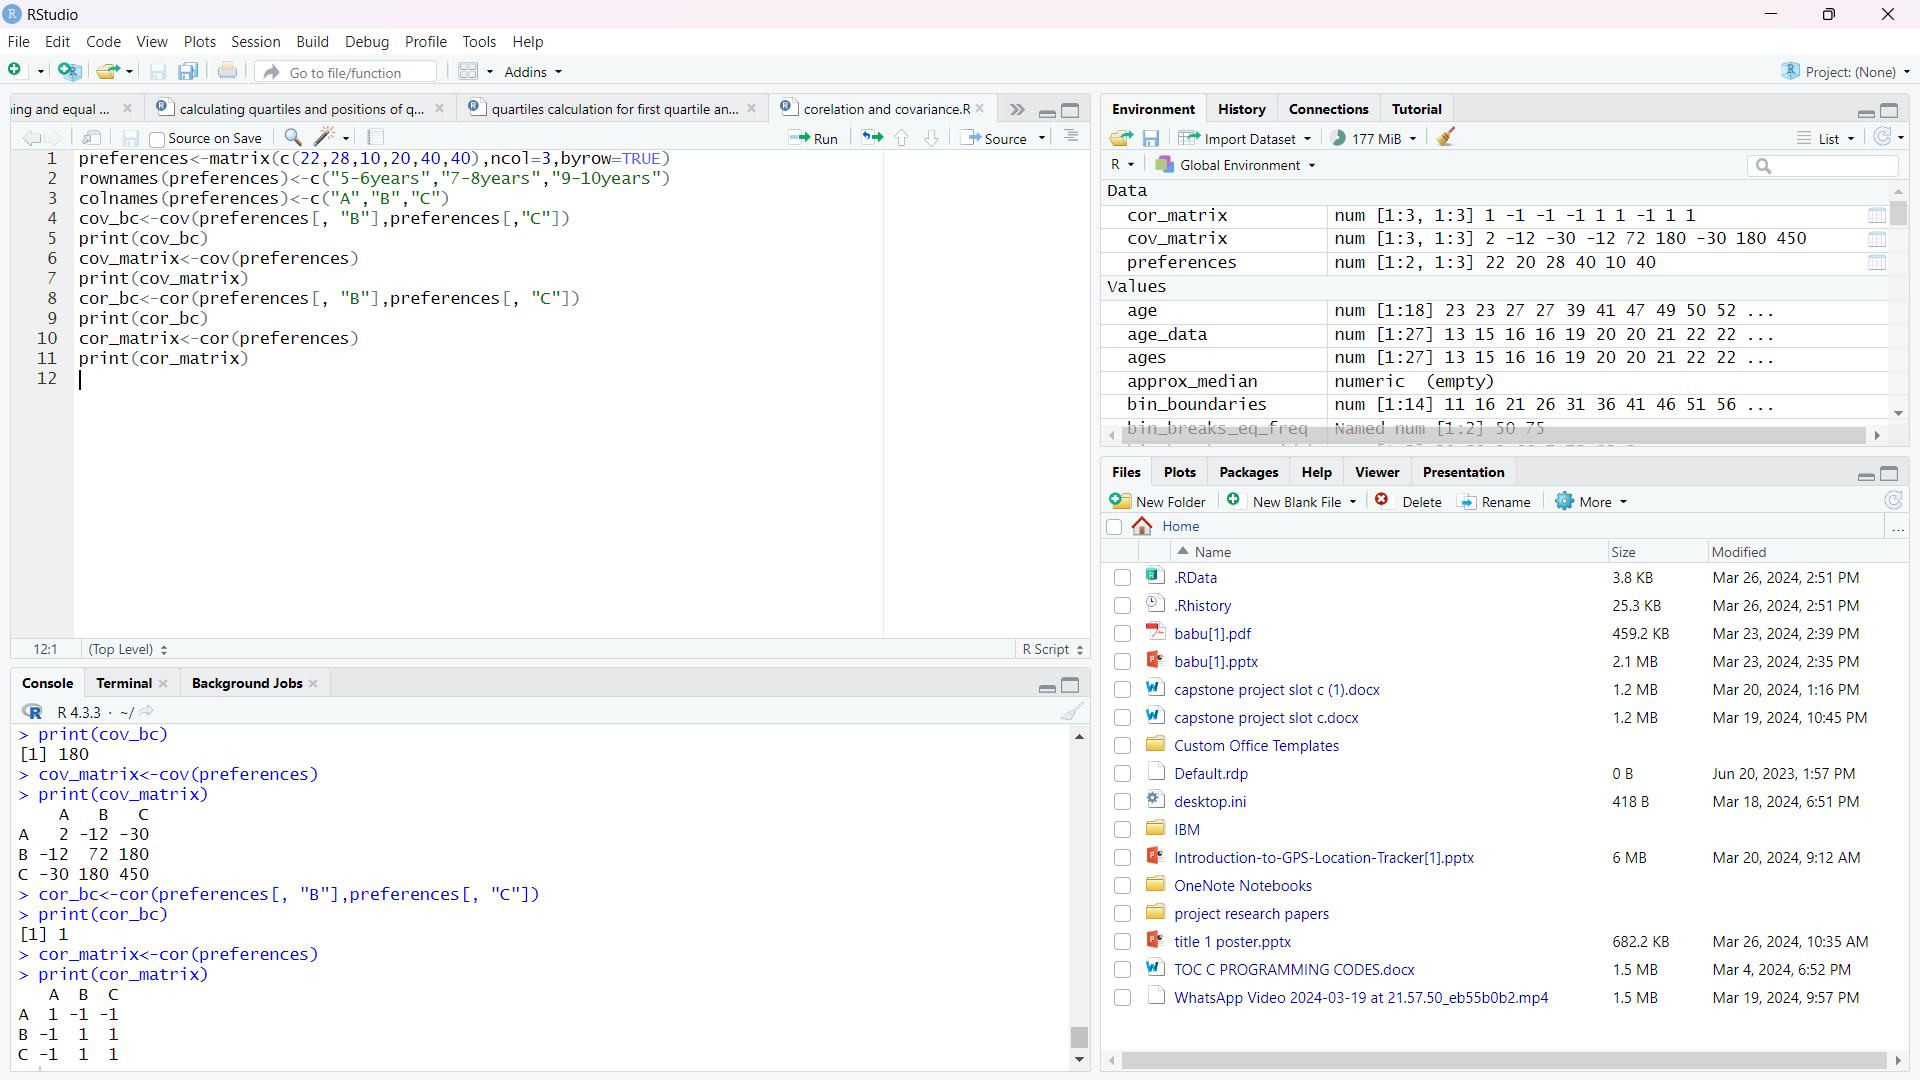 RStudio
File Edit Code View Plots Session Build Debug Profile Tools Help
Go to file/function Addins Project: (None)
ning and equal ... calculating quartiles and positions of q... quartiles calculation for first quartile an... corelation and covariance.R
Source on Save Run Source
1 preferences<-matrix(c(22,28,10,20,40,40),ncol=3,byrow=TRUE)
2 rownames(preferences)<-c("5-6years","7-8years","9-10years")
3 colnames(preferences)<-c("A","B","C")
4 cov_bc<-cov(preferences[, "B"],preferences[,"C"])
5 print(cov_bc)
6 cov_matrix<-cov(preferences)
7 print(cov_matrix)
8 cor_bc<-cor(preferences[, "B"],preferences[, "C"])
9 print(cor_bc)
10 cor_matrix<-cor(preferences)
11 print(cor_matrix)
12
12:1 (Top Level) R Script
Console Terminal Background Jobs
R 4.3.3 · ~/
> print(cov_bc)
[1] 180
> cov_matrix<-cov(preferences)
> print(cov_matrix)
A B C
A 2 -12 -30
B -12 72 180
C -30 180 450
> cor_bc<-cor(preferences[, "B"],preferences[, "C"])
> print(cor_bc)
[1] 1
> cor_matrix<-cor(preferences)
> print(cor_matrix)
A B C
A 1 -1 -1
B -1 1 1
C -1 1 1
Environment History Connections Tutorial
Import Dataset 177 MiB List
R Global Environment
Data
cor_matrix num [1:3, 1:3] 1 -1 -1 -1 1 1 -1 1 1
cov_matrix num [1:3, 1:3] 2 -12 -30 -12 72 180 -30 180 450
preferences num [1:2, 1:3] 22 20 28 40 10 40
Values
age num [1:18] 23 23 27 27 39 41 47 49 50 52 ...
age_data num [1:27] 13 15 16 16 19 20 20 21 22 22 ...
ages num [1:27] 13 15 16 16 19 20 20 21 22 22 ...
approx_median numeric (empty)
bin_boundaries num [1:14] 11 16 21 26 31 36 41 46 51 56 ...
bin_breaks_eq_freq Named num [1:2] 50 75
Files Plots Packages Help Viewer Presentation
New Folder New Blank File Delete Rename More
Home ...
Name Size Modified
.RData 3.8 KB Mar 26, 2024, 2:51 PM
.Rhistory 25.3 KB Mar 26, 2024, 2:51 PM
babu[1].pdf 459.2 KB Mar 23, 2024, 2:39 PM
babu[1].pptx 2.1 MB Mar 23, 2024, 2:35 PM
capstone project slot c (1).docx 1.2 MB Mar 20, 2024, 1:16 PM
capstone project slot c.docx 1.2 MB Mar 19, 2024, 10:45 PM
Custom Office Templates
Default.rdp 0 B Jun 20, 2023, 1:57 PM
desktop.ini 418 B Mar 18, 2024, 6:51 PM
IBM
Introduction-to-GPS-Location-Tracker[1].pptx 6 MB Mar 20, 2024, 9:12 AM
OneNote Notebooks
project research papers
title 1 poster.pptx 682.2 KB Mar 26, 2024, 10:35 AM
TOC C PROGRAMMING CODES.docx 1.5 MB Mar 4, 2024, 6:52 PM
WhatsApp Video 2024-03-19 at 21.57.50_eb55b0b2.mp4 1.5 MB Mar 19, 2024, 9:57 PM